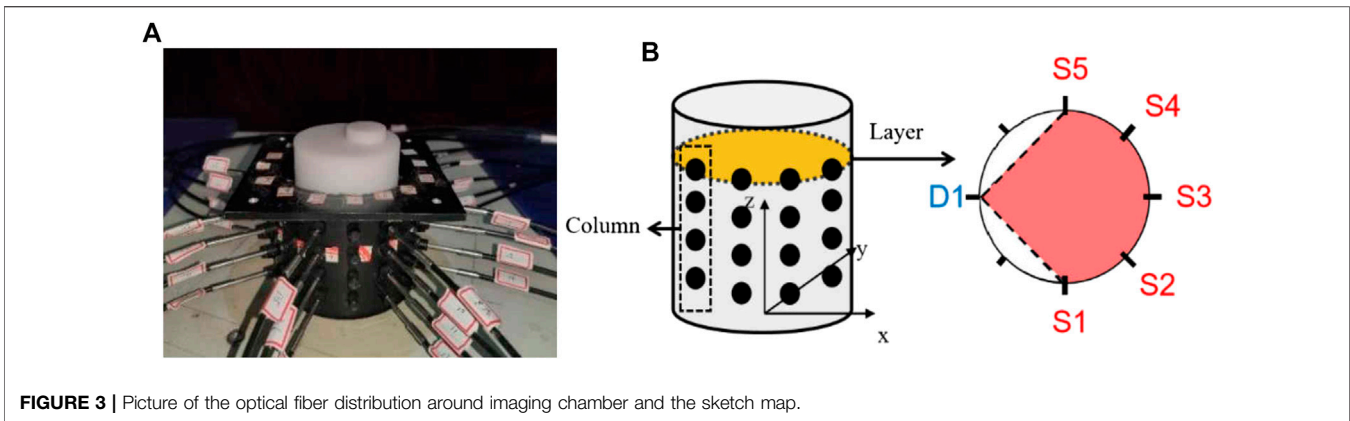 A
B
S5
S4
Layer
D1
S3
z
Column
y
S2
S1
x
FIGURE 3 | Picture of the optical fiber distribution around imaging chamber and the sketch map.